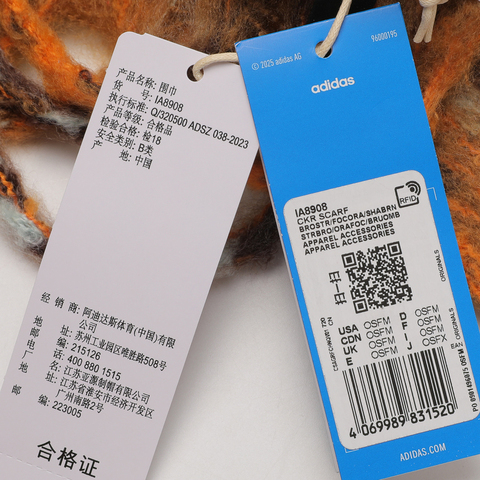 产品名称: 围巾
货 号: IA8908
执行标准: Q/320500 ADSZ 038-2023
产品等级: 合格品
检验合格: 检18
安全类别: B类
产 地: 中国
经 销 商: 阿迪达斯体育(中国)有限
公司
地 址: 苏州工业园区唯胜路508号
邮 编: 215126
电 话: 400 880 1515
厂 名: 江苏亚源制帽有限公司
地 址: 江苏省淮安市经济开发区
广州南路2号
邮 编: 223005
合格证
© 2025 adidas AG
96000195
adidas
IA8908
CKR SCARF
BROSTR/FOCORA/SHABRN
STRBRO/ORAFOC/BRUOMB
APPAREL ACCESSORIES
APPAREL ACCESSORIES
RFID
ORIGINALS
ORIGINALS
USA OSFM
CDN OSFM
UK OSFM
E OSFM
D OSFM
F OSFM
I OSFM
J OSFX
EAN
4 069989 831520
ADIDAS.COM